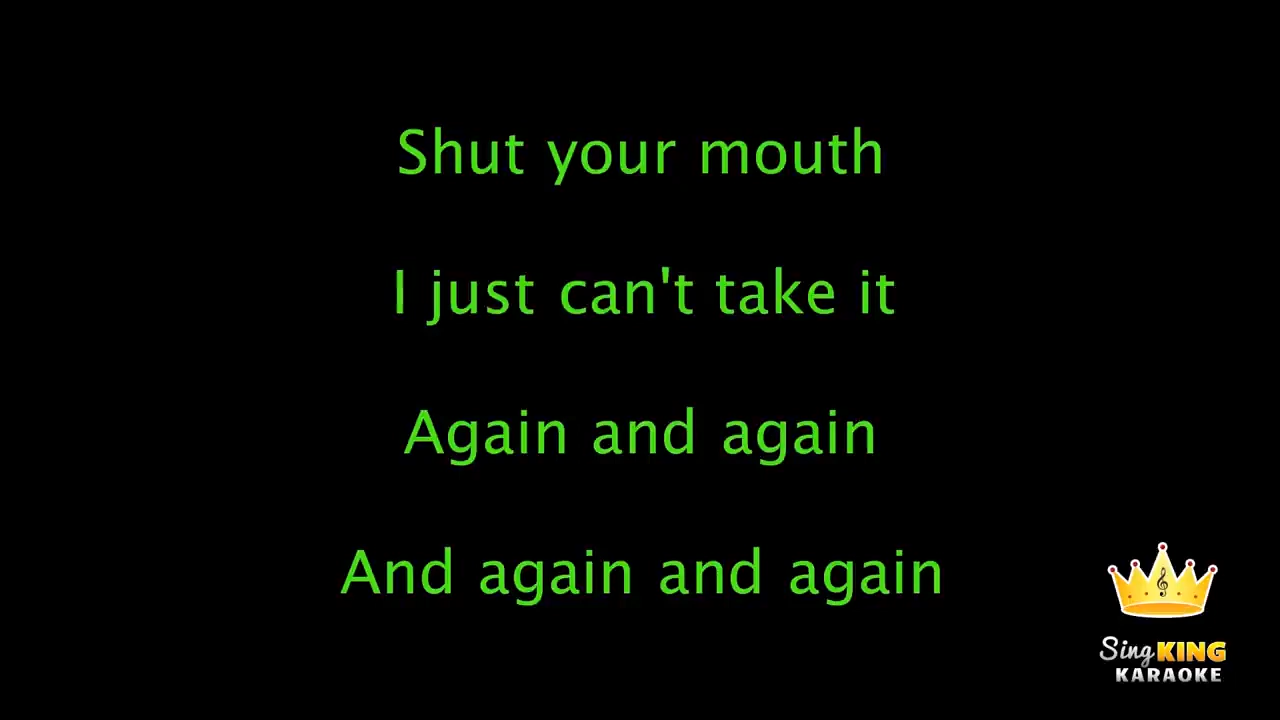 Shut your mouth
I just can't take it
Again and again
And again and again
Sing KING
KARAOKE